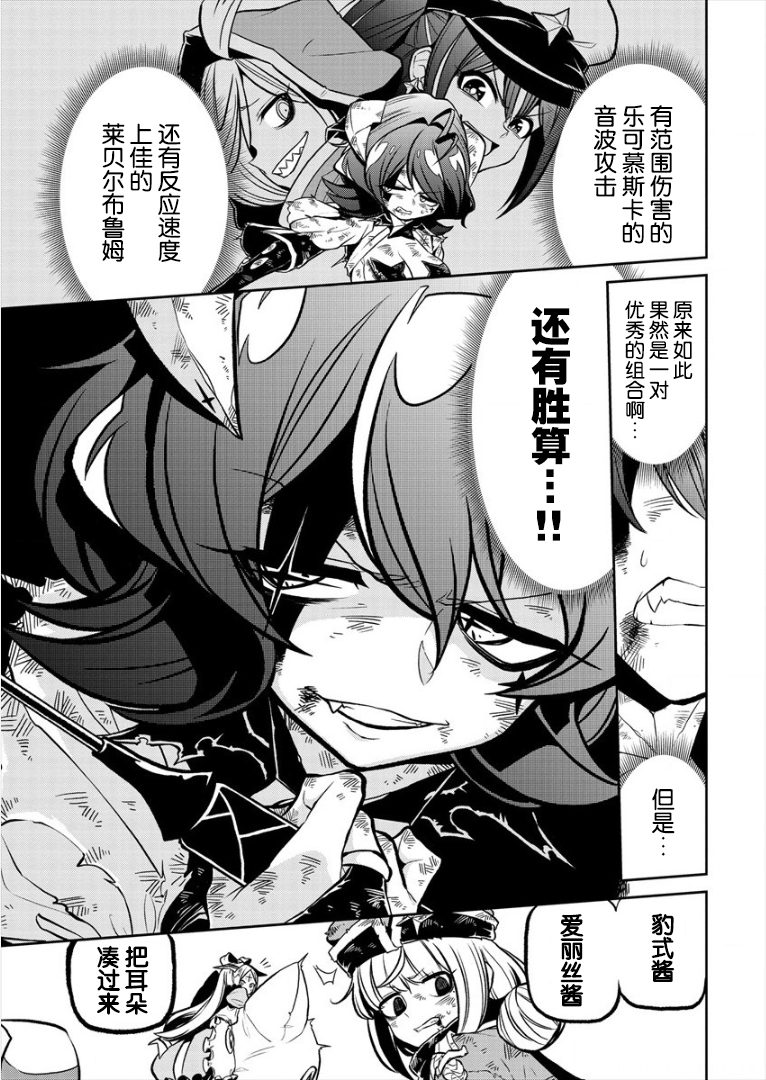 有范围伤害的
乐可慕斯卡的
音波攻击
还有反应速度
上佳的
莱贝尔布鲁姆
原来如此
果然是一对
优秀的组合啊…
但是…
还有胜算…!!
豹式酱
爱丽丝酱
把耳朵
凑过来